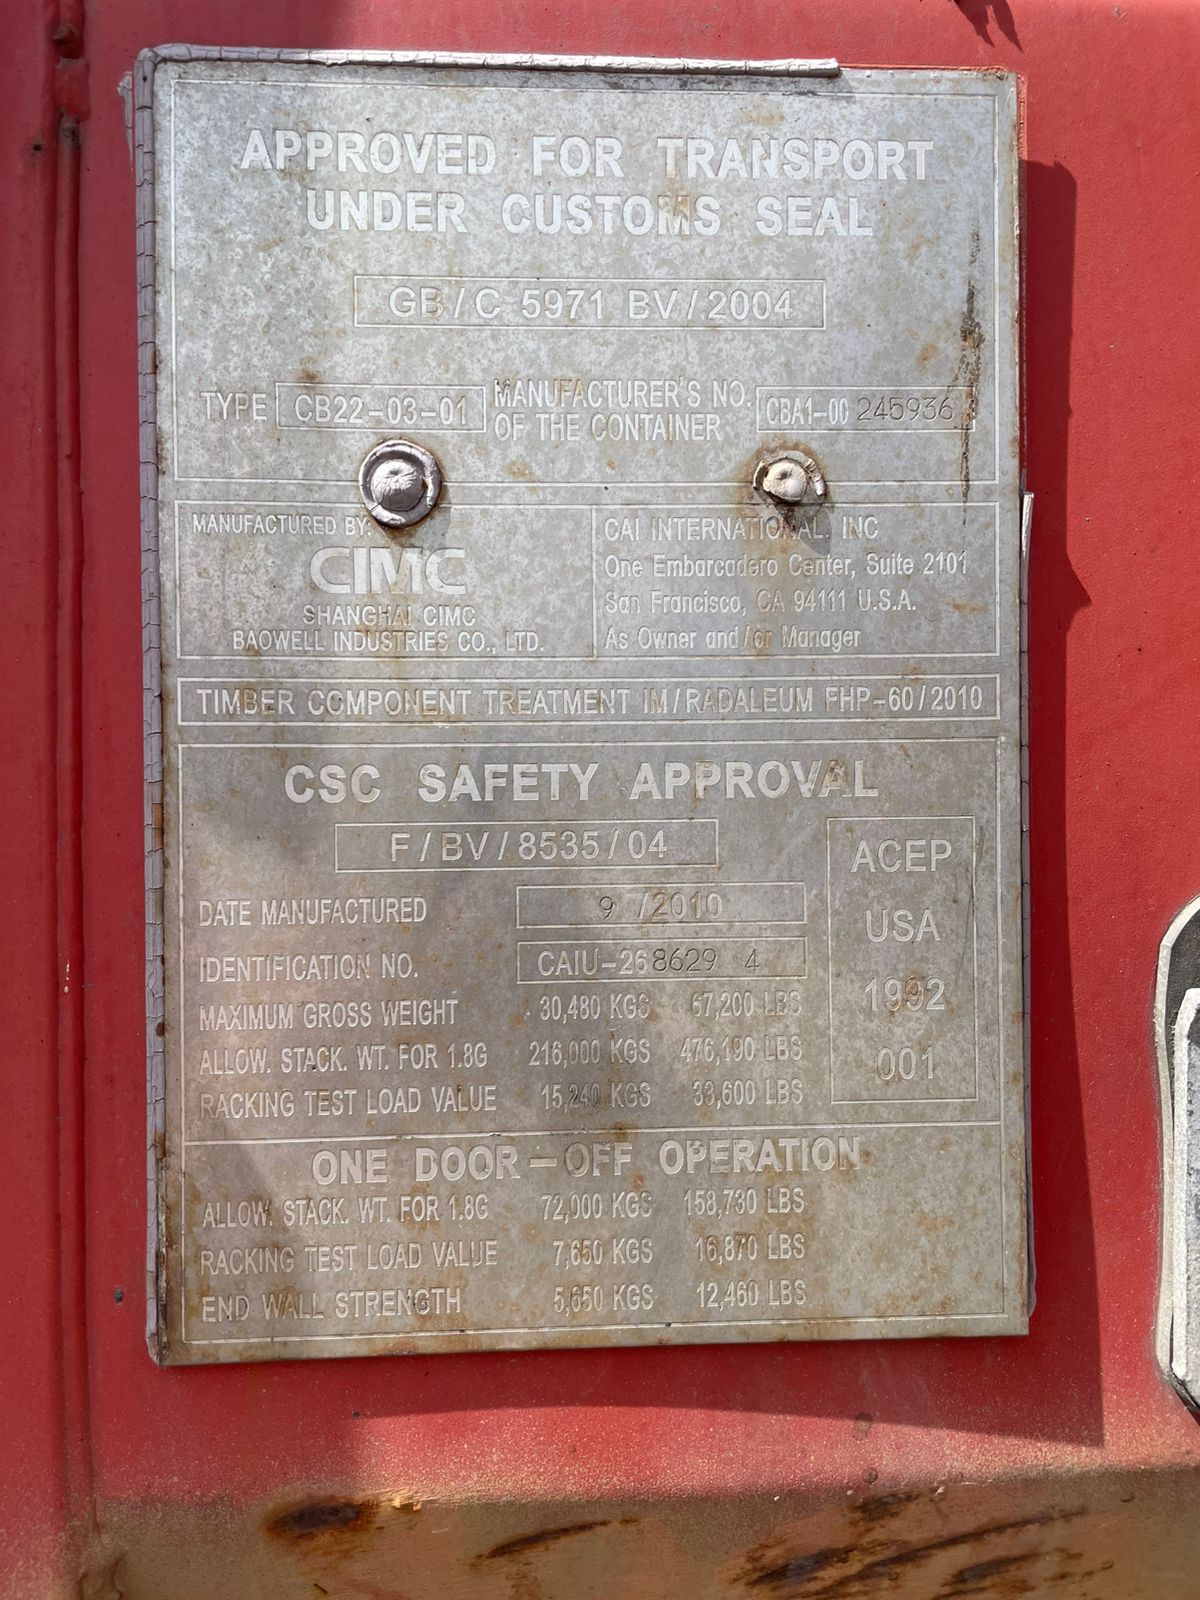 APPROVED FOR TRANSPORT
UNDER CUSTOMS SEAL
GB/C 5971 BV/2004
TYPE CB22-03-01 MANUFACTURER'S NO. OF THE CONTAINER CBA1-00 245936
MANUFACTURED BY:
CIMC
SHANGHAI CIMC
BAOWELL INDUSTRIES CO., LTD.
CAI INTERNATIONAL, INC
One Embarcadero Center, Suite 2101
San Francisco, CA 94111 U.S.A.
As Owner and/or Manager
TIMBER COMPONENT TREATMENT IM/RADALEUM FHP-60/2010
CSC SAFETY APPROVAL
F/BV/8535/04
DATE MANUFACTURED 9 /2010
IDENTIFICATION NO. CAIU-268629 4
MAXIMUM GROSS WEIGHT 30,480 KGS 67,200 LBS
ALLOW. STACK. WT. FOR 1.8G 216,000 KGS 476,190 LBS
RACKING TEST LOAD VALUE 15,240 KGS 33,600 LBS
ACEP
USA
1992
001
ONE DOOR-OFF OPERATION
ALLOW. STACK. WT. FOR 1.8G 72,000 KGS 158,730 LBS
RACKING TEST LOAD VALUE 7,650 KGS 16,870 LBS
END WALL STRENGTH 5,650 KGS 12,460 LBS